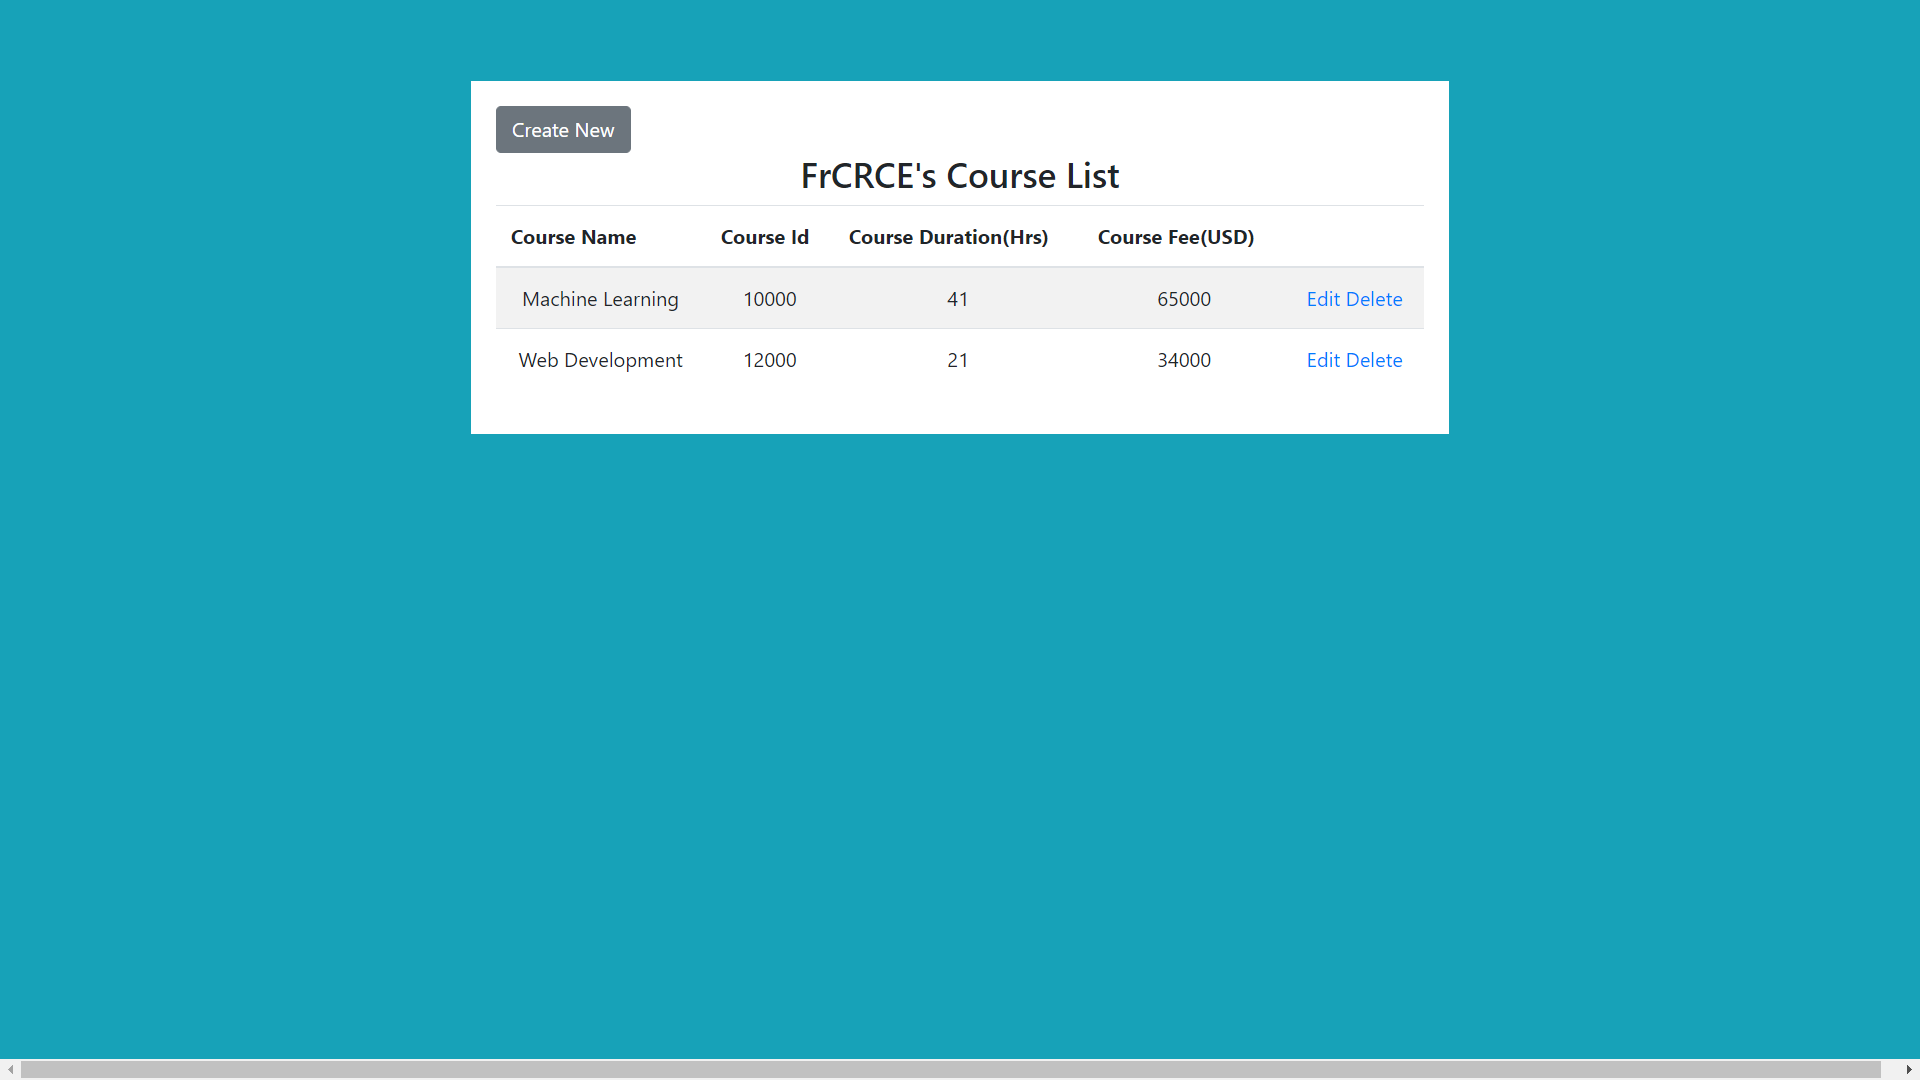 Create New
FrCRCE's Course List
Course Name Course Id Course Duration(Hrs) Course Fee(USD)
Machine Learning 10000 41 65000 Edit Delete
Web Development 12000 21 34000 Edit Delete